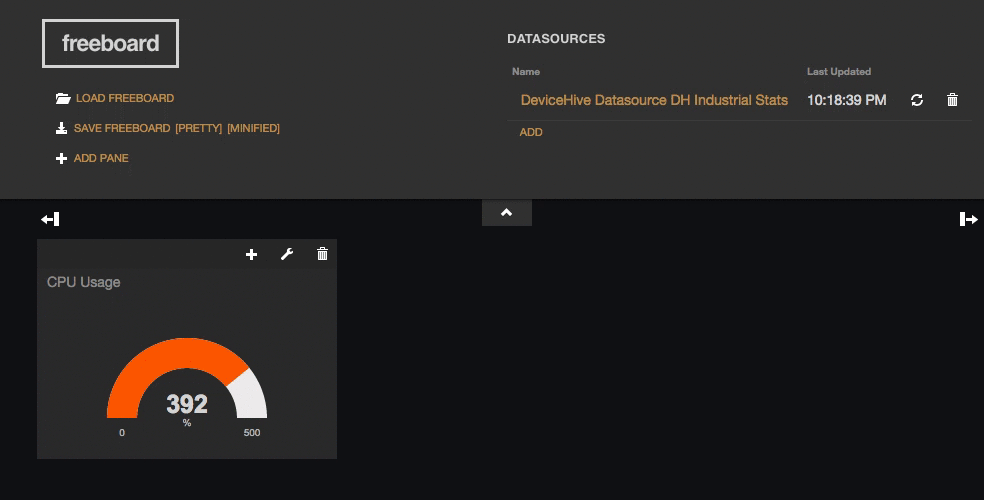 freeboard
LOAD FREEBOARD
SAVE FREEBOARD [PRETTY] [MINIFIED]
ADD PANE
DATASOURCES
Name Last Updated
DeviceHive Datasource DH Industrial Stats 10:18:39 PM
ADD
CPU Usage
392
%
0 500